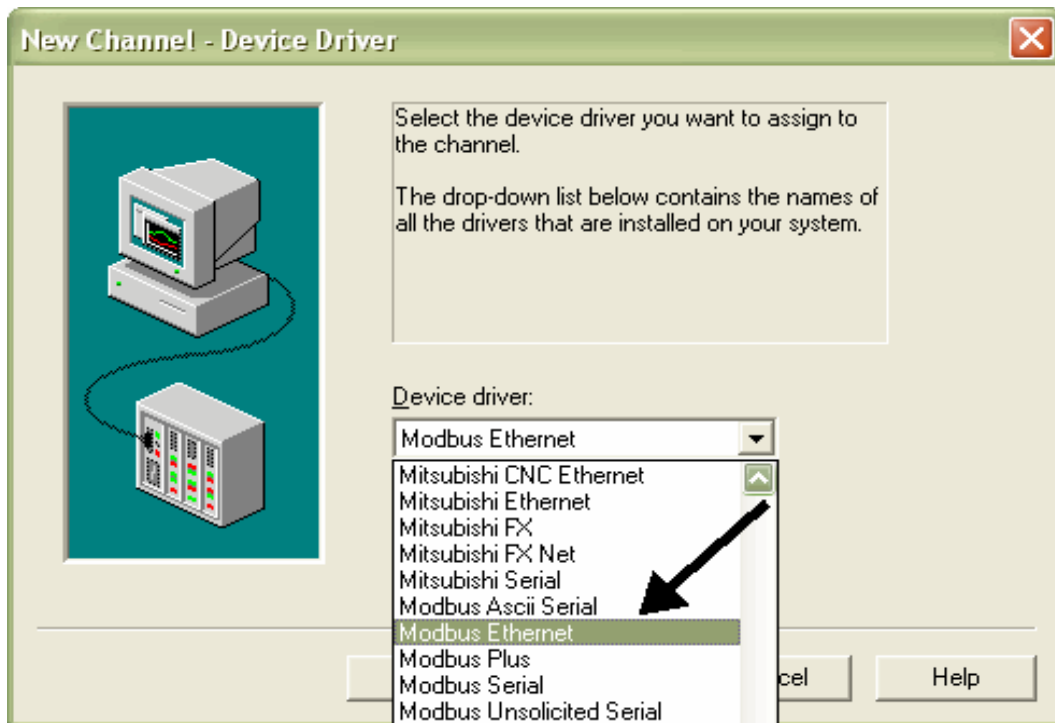 New Channel - Device Driver
Select the device driver you want to assign to
the channel.
The drop-down list below contains the names of
all the drivers that are installed on your system.
Device driver:
Modbus Ethernet
Mitsubishi CNC Ethernet
Mitsubishi Ethernet
Mitsubishi FX
Mitsubishi FX Net
Mitsubishi Serial
Modbus Ascii Serial
Modbus Ethernet
Modbus Plus
Modbus Serial
Modbus Unsolicited Serial
cel
Help